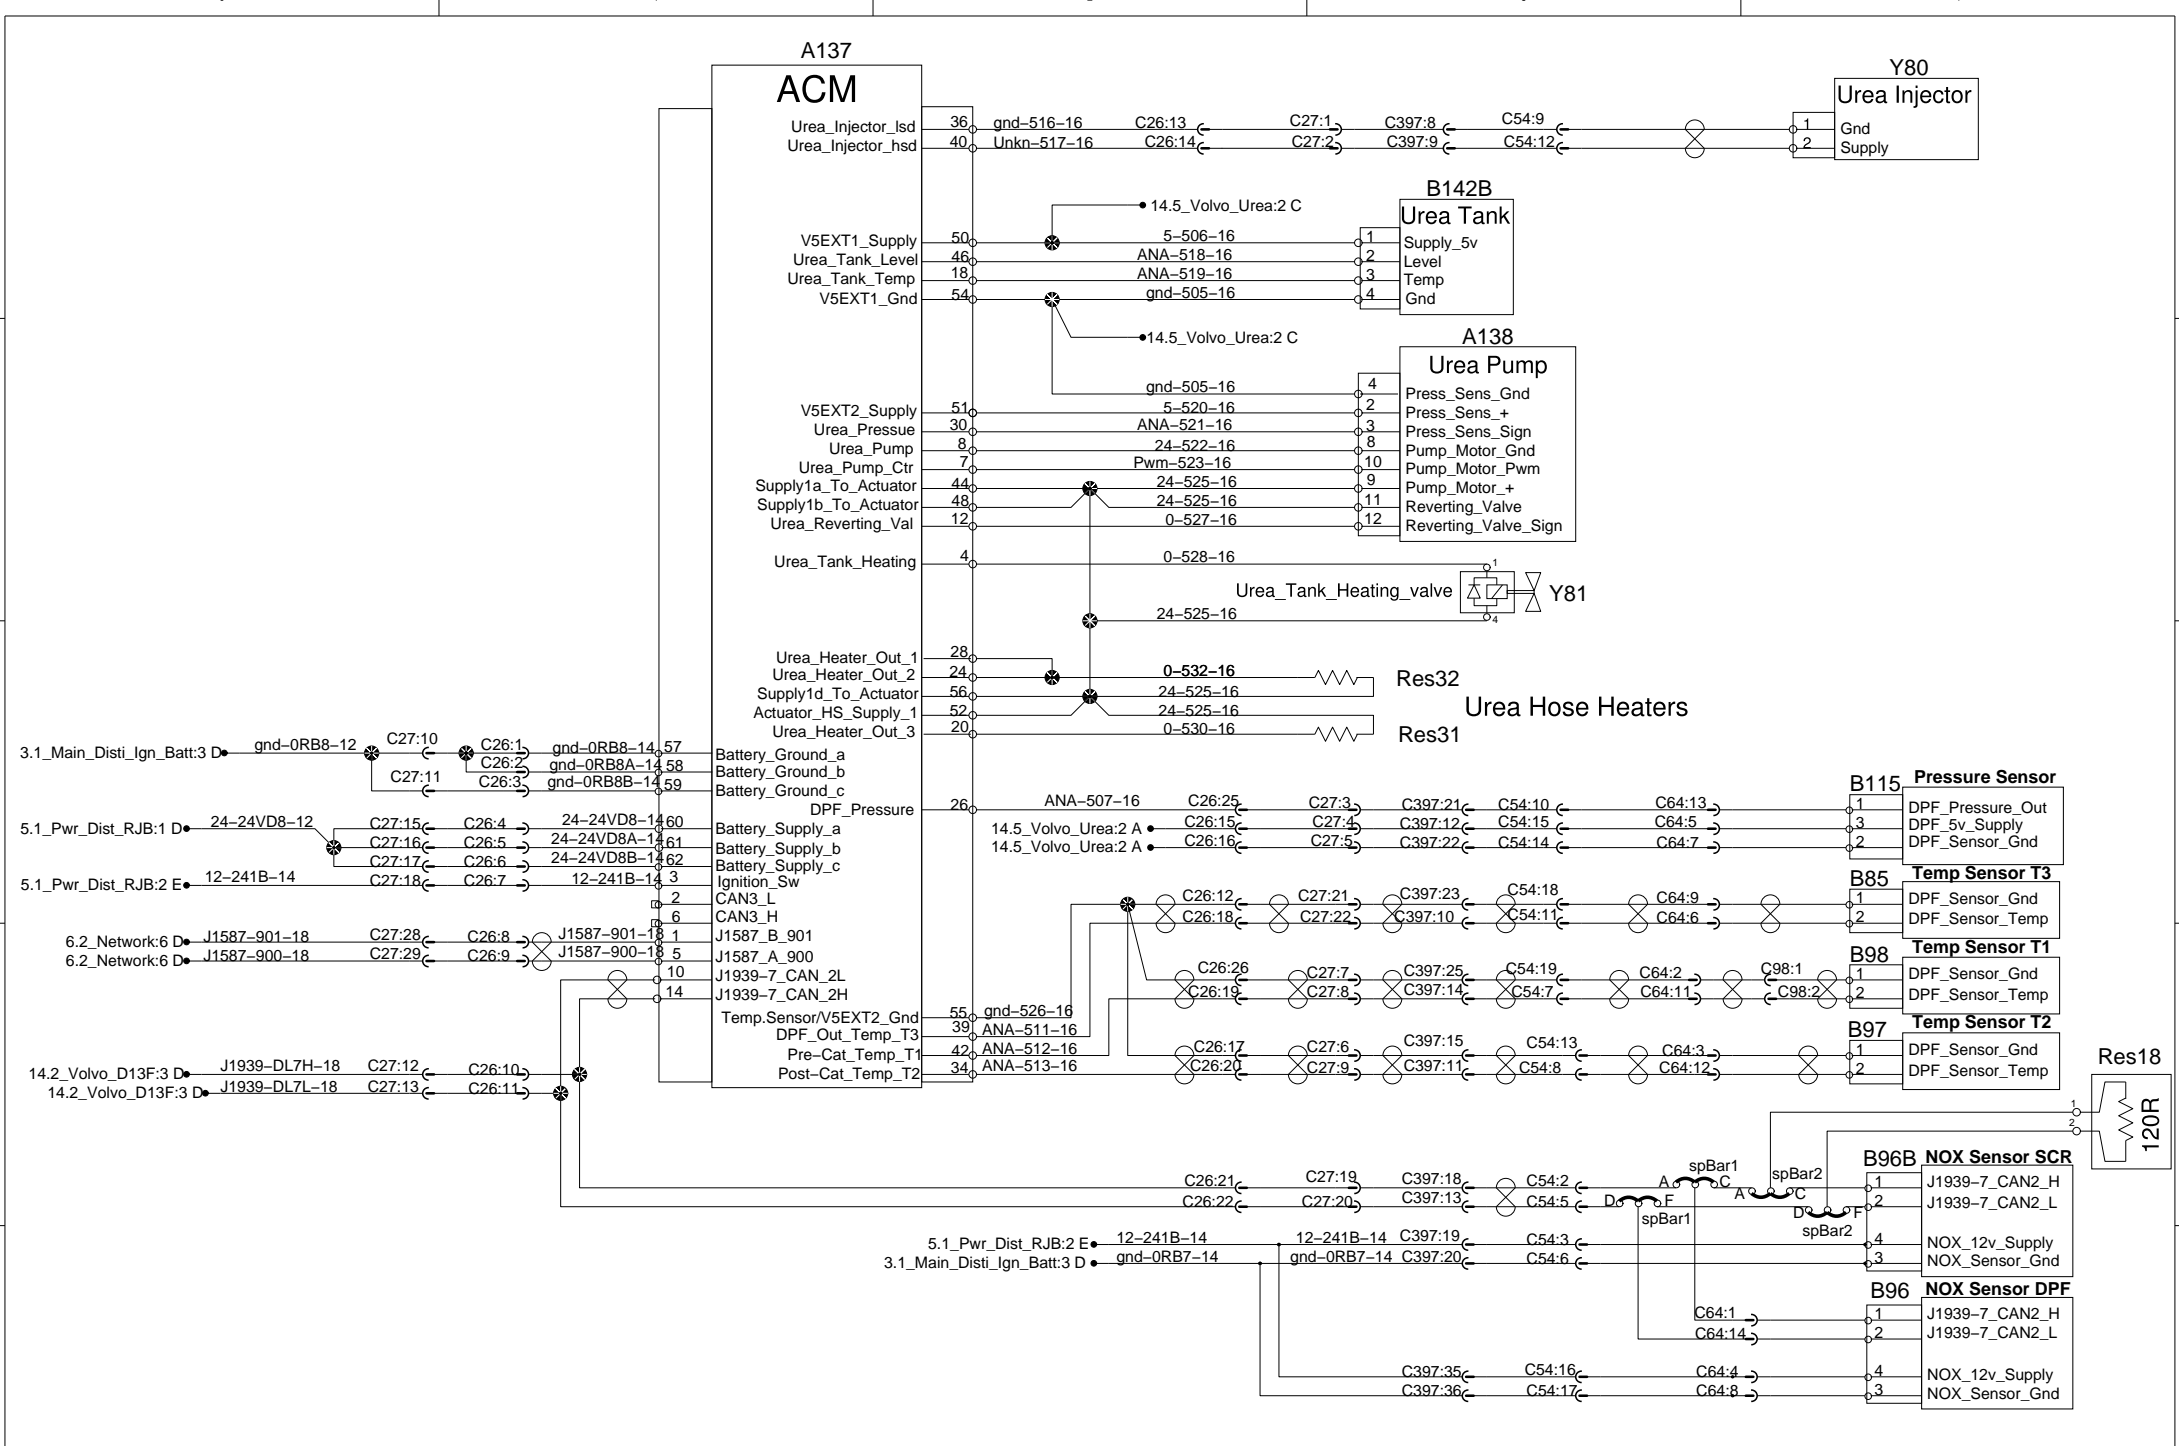 A137
ACM
Urea_Injector_lsd 36 gnd-516-16 C26:13 C27:1 C397:8 C54:9
Urea_Injector_hsd 40 Unkn-517-16 C26:14 C27:2 C397:9 C54:12
Y80
Urea Injector
1 Gnd
2 Supply
14.5_Volvo_Urea:2 C
B142B
Urea Tank
V5EXT1_Supply 50 5-506-16 1 Supply_5v
Urea_Tank_Level 46 ANA-518-16 2 Level
Urea_Tank_Temp 18 ANA-519-16 3 Temp
V5EXT1_Gnd 54 gnd-505-16 4 Gnd
14.5_Volvo_Urea:2 C
A138
Urea Pump
gnd-505-16 4 Press_Sens_Gnd
V5EXT2_Supply 51 5-520-16 2 Press_Sens_+
Urea_Pressue 30 ANA-521-16 3 Press_Sens_Sign
Urea_Pump 8 24-522-16 8 Pump_Motor_Gnd
Urea_Pump_Ctr 7 Pwm-523-16 10 Pump_Motor_Pwm
Supply1a_To_Actuator 44 24-525-16 9 Pump_Motor_+
Supply1b_To_Actuator 48 24-525-16 11 Reverting_Valve
Urea_Reverting_Val 12 0-527-16 12 Reverting_Valve_Sign
Urea_Tank_Heating 4 0-528-16 1
Urea_Tank_Heating_valve Y81
24-525-16 4
Urea_Heater_Out_1 28
Urea_Heater_Out_2 24 0-532-16 Res32
Supply1d_To_Actuator 56 24-525-16
Urea Hose Heaters
Actuator_HS_Supply_1 52 24-525-16
Urea_Heater_Out_3 20 0-530-16 Res31
3.1_Main_Disti_Ign_Batt:3 D gnd-0RB8-12 C27:10 C26:1 gnd-0RB8-14 57 Battery_Ground_a
C26:2 gnd-0RB8A-14 58 Battery_Ground_b
C27:11 C26:3 gnd-0RB8B-14 59 Battery_Ground_c
5.1_Pwr_Dist_RJB:1 D 24-24VD8-12 C27:15 C26:4 24-24VD8-14 60 Battery_Supply_a
C27:16 C26:5 24-24VD8A-14 61 Battery_Supply_b
C27:17 C26:6 24-24VD8B-14 62 Battery_Supply_c
5.1_Pwr_Dist_RJB:2 E 12-241B-14 C27:18 C26:7 12-241B-14 3 Ignition_Sw
2 CAN3_L
6 CAN3_H
6.2_Network:6 D J1587-901-18 C27:28 C26:8 J1587-901-18 1 J1587_B_901
6.2_Network:6 D J1587-900-18 C27:29 C26:9 J1587-900-18 5 J1587_A_900
10 J1939-7_CAN_2L
14 J1939-7_CAN_2H
14.2_Volvo_D13F:3 D J1939-DL7H-18 C27:12 C26:10
14.2_Volvo_D13F:3 D J1939-DL7L-18 C27:13 C26:11
B115 Pressure Sensor
DPF_Pressure 26 ANA-507-16 C26:25 C27:3 C397:21 C54:10 C64:13 1 DPF_Pressure_Out
14.5_Volvo_Urea:2 A C26:15 C27:4 C397:12 C54:15 C64:5 3 DPF_5v_Supply
14.5_Volvo_Urea:2 A C26:16 C27:5 C397:22 C54:14 C64:7 2 DPF_Sensor_Gnd
B85 Temp Sensor T3
C26:12 C27:21 C397:23 C54:18 C64:9 1 DPF_Sensor_Gnd
C26:18 C27:22 C397:10 C54:11 C64:6 2 DPF_Sensor_Temp
B98 Temp Sensor T1
C26:26 C27:7 C397:25 C54:19 C64:2 C98:1 1 DPF_Sensor_Gnd
C26:19 C27:8 C397:14 C54:7 C64:11 C98:2 2 DPF_Sensor_Temp
Temp.Sensor/V5EXT2_Gnd 55 gnd-526-16
DPF_Out_Temp_T3 39 ANA-511-16
B97 Temp Sensor T2
Pre-Cat_Temp_T1 42 ANA-512-16 C26:17 C27:6 C397:15 C54:13 C64:3 1 DPF_Sensor_Gnd
Post-Cat_Temp_T2 34 ANA-513-16 C26:20 C27:9 C397:11 C54:8 C64:12 2 DPF_Sensor_Temp
Res18
1
2
120R
B96B NOX Sensor SCR
C26:21 C27:19 C397:18 C54:2 A spBar1 C A spBar2 C 1 J1939-7_CAN2_H
C26:22 C27:20 C397:13 C54:5 D spBar1 F D spBar2 F 2 J1939-7_CAN2_L
5.1_Pwr_Dist_RJB:2 E 12-241B-14 12-241B-14 C397:19 C54:3 4 NOX_12v_Supply
3.1_Main_Disti_Ign_Batt:3 D gnd-0RB7-14 gnd-0RB7-14 C397:20 C54:6 3 NOX_Sensor_Gnd
B96 NOX Sensor DPF
C64:1 1 J1939-7_CAN2_H
C64:14 2 J1939-7_CAN2_L
C397:35 C54:16 C64:4 4 NOX_12v_Supply
C397:36 C54:17 C64:8 3 NOX_Sensor_Gnd